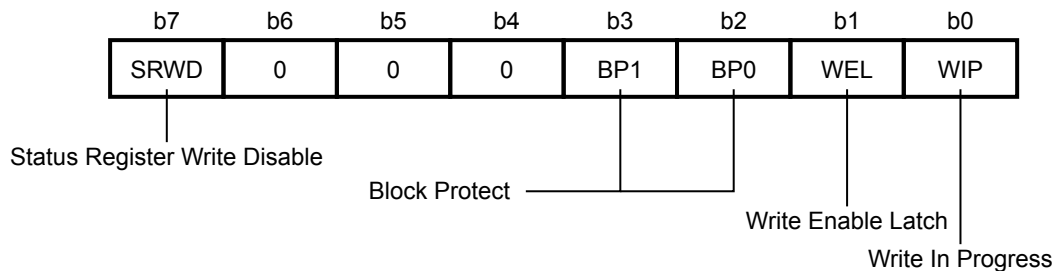 b7 b6 b5 b4 b3 b2 b1 b0
SRWD 0 0 0 BP1 BP0 WEL WIP
Status Register Write Disable
Block Protect
Write Enable Latch
Write In Progress